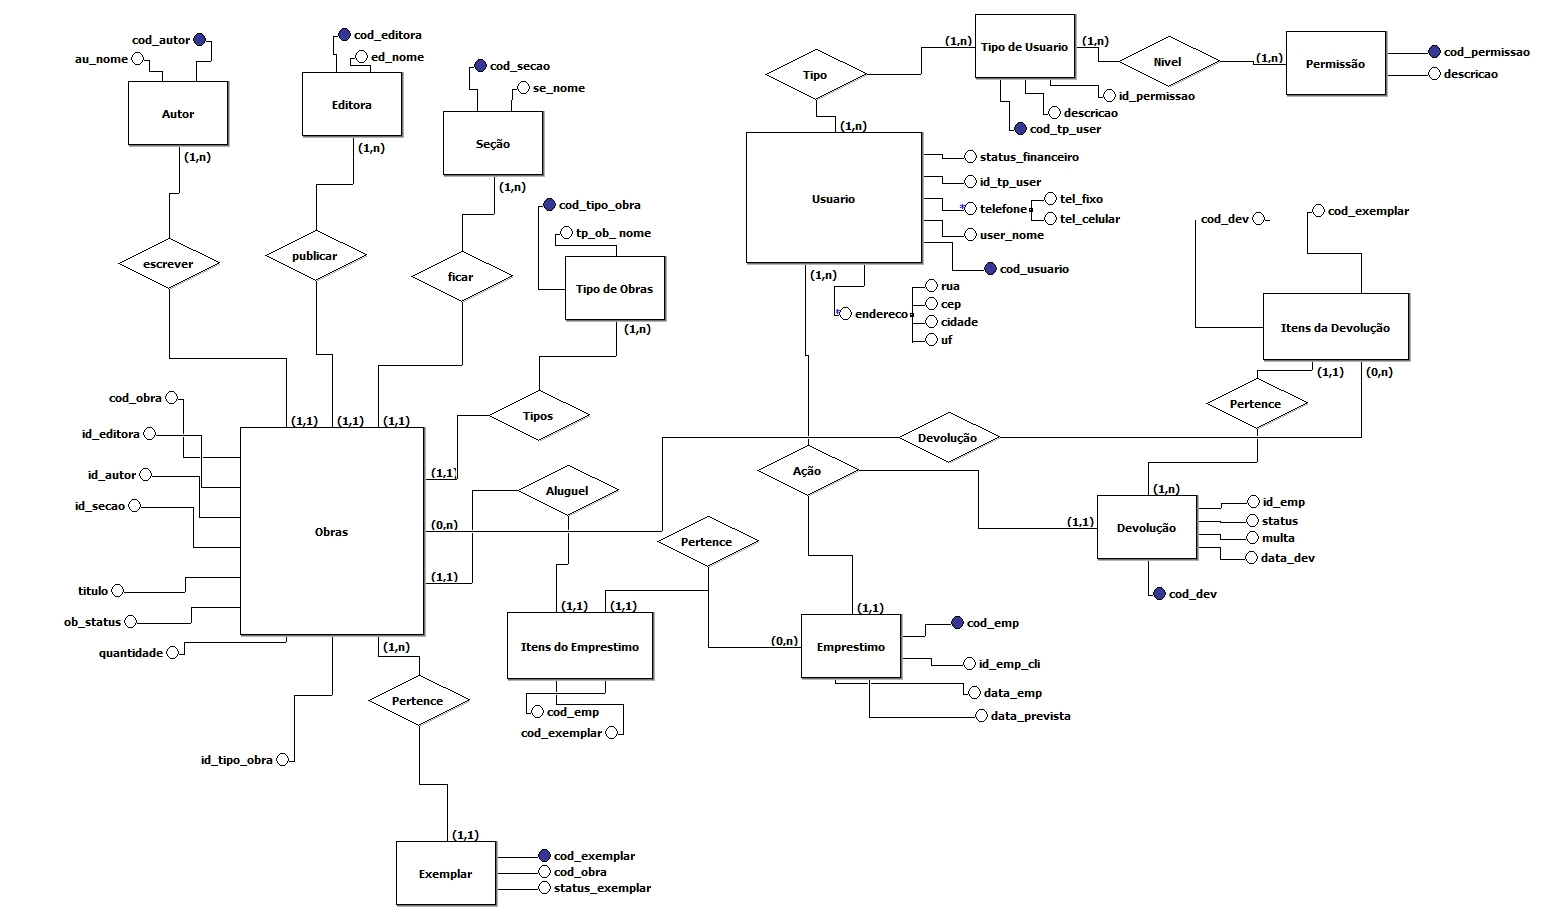 cod_autor
au_nome
Autor
(1,n)
escrever
cod_editora
ed_nome
Editora
(1,n)
publicar
cod_secao
se_nome
Seção
(1,n)
ficar
cod_tipo_obra
tp_ob_ nome
Tipo de Obras
(1,n)
Tipos
(1,n)
Tipo de Usuario
(1,n)
Tipo
Nivel
(1,n)
Permissão
cod_permissao
descricao
id_permissao
descricao
cod_tp_user
(1,n)
Usuario
status_financeiro
id_tp_user
*
telefone
tel_fixo
tel_celular
user_nome
cod_usuario
(1,n)
*
endereco
rua
cep
cidade
uf
cod_dev
cod_exemplar
Itens da Devolução
(1,1)
(0,n)
Pertence
Devolução
Ação
(1,n)
Devolução
(1,1)
id_emp
status
multa
data_dev
cod_dev
cod_obra
id_editora
id_autor
id_secao
titulo
ob_status
quantidade
id_tipo_obra
(1,1)
(1,1)
(1,1)
Obras
(1,1)
(0,n)
(1,1)
(1,n)
Aluguel
Pertence
(1,1)
(1,1)
Itens do Emprestimo
cod_emp
cod_exemplar
(1,1)
(0,n)
Emprestimo
cod_emp
id_emp_cli
data_emp
data_prevista
Pertence
(1,1)
Exemplar
cod_exemplar
cod_obra
status_exemplar